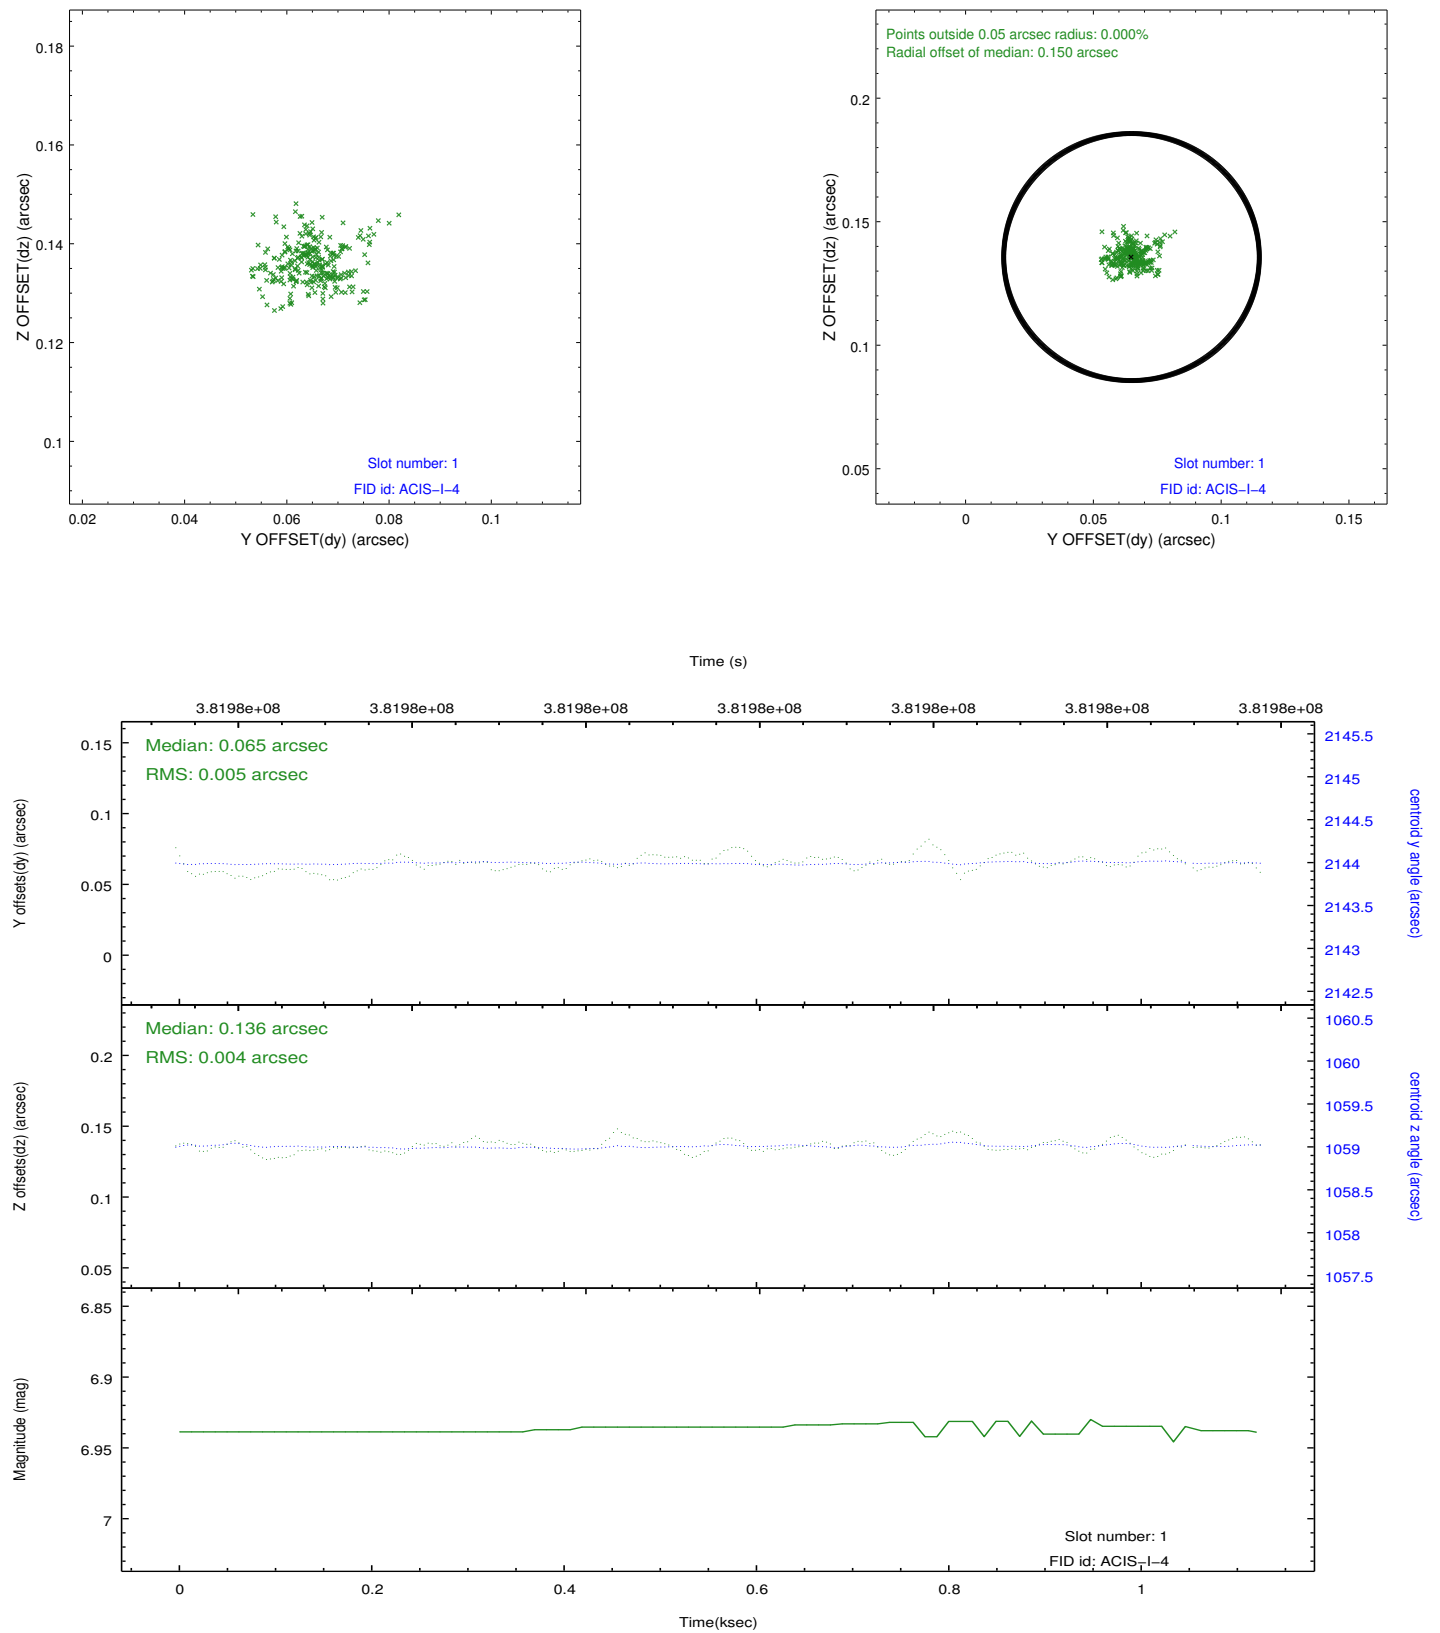 0.18
0.16
0.14
0.12
0.1
Z OFFSET(dz) (arcsec)
Slot number: 1
FID id: ACIS−I−4
0.02 0.04 0.06 0.08 0.1
Y OFFSET(dy) (arcsec)
Points outside 0.05 arcsec radius: 0.000%
Radial offset of median: 0.150 arcsec
0.2
0.15
0.1
0.05
Z OFFSET(dz) (arcsec)
Slot number: 1
FID id: ACIS−I−4
0 0.05 0.1 0.15
Y OFFSET(dy) (arcsec)
Time (s)
3.8198e+08 3.8198e+08 3.8198e+08 3.8198e+08 3.8198e+08 3.8198e+08 3.8198e+08
Median: 0.065 arcsec
RMS: 0.005 arcsec
0.15
0.1
0.05
0
Y offsets(dy) (arcsec)
2145.5
2145
2144.5
2144
2143.5
2143
2142.5
centroid y angle (arcsec)
Median: 0.136 arcsec
RMS: 0.004 arcsec
0.2
0.15
0.1
0.05
Z offsets(dz) (arcsec)
1060.5
1060
1059.5
1059
1058.5
1058
1057.5
centroid z angle (arcsec)
6.85
6.9
6.95
7
Magnitude (mag)
Slot number: 1
FID id: ACIS−I−4
0 0.2 0.4 0.6 0.8 1
Time(ksec)